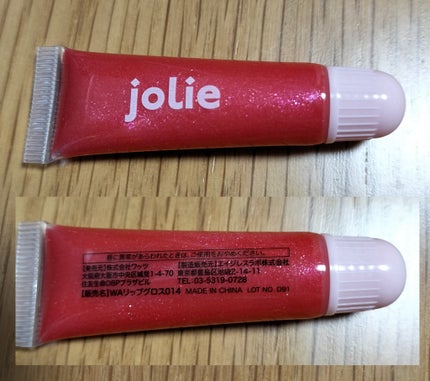 jolie
唇に異常があらわれたときは、ご使用をおやめください。
【発売元】株式会社ワッツ 【製造販売元】エイジレスラボ株式会社
大阪府大阪市中央区城見1-4-70 東京都豊島区池袋2-14-11
住友生命OBPプラザビル TEL:03-5319-0728
【販売名】WAリップグロス014 MADE IN CHINA LOT NO. D91